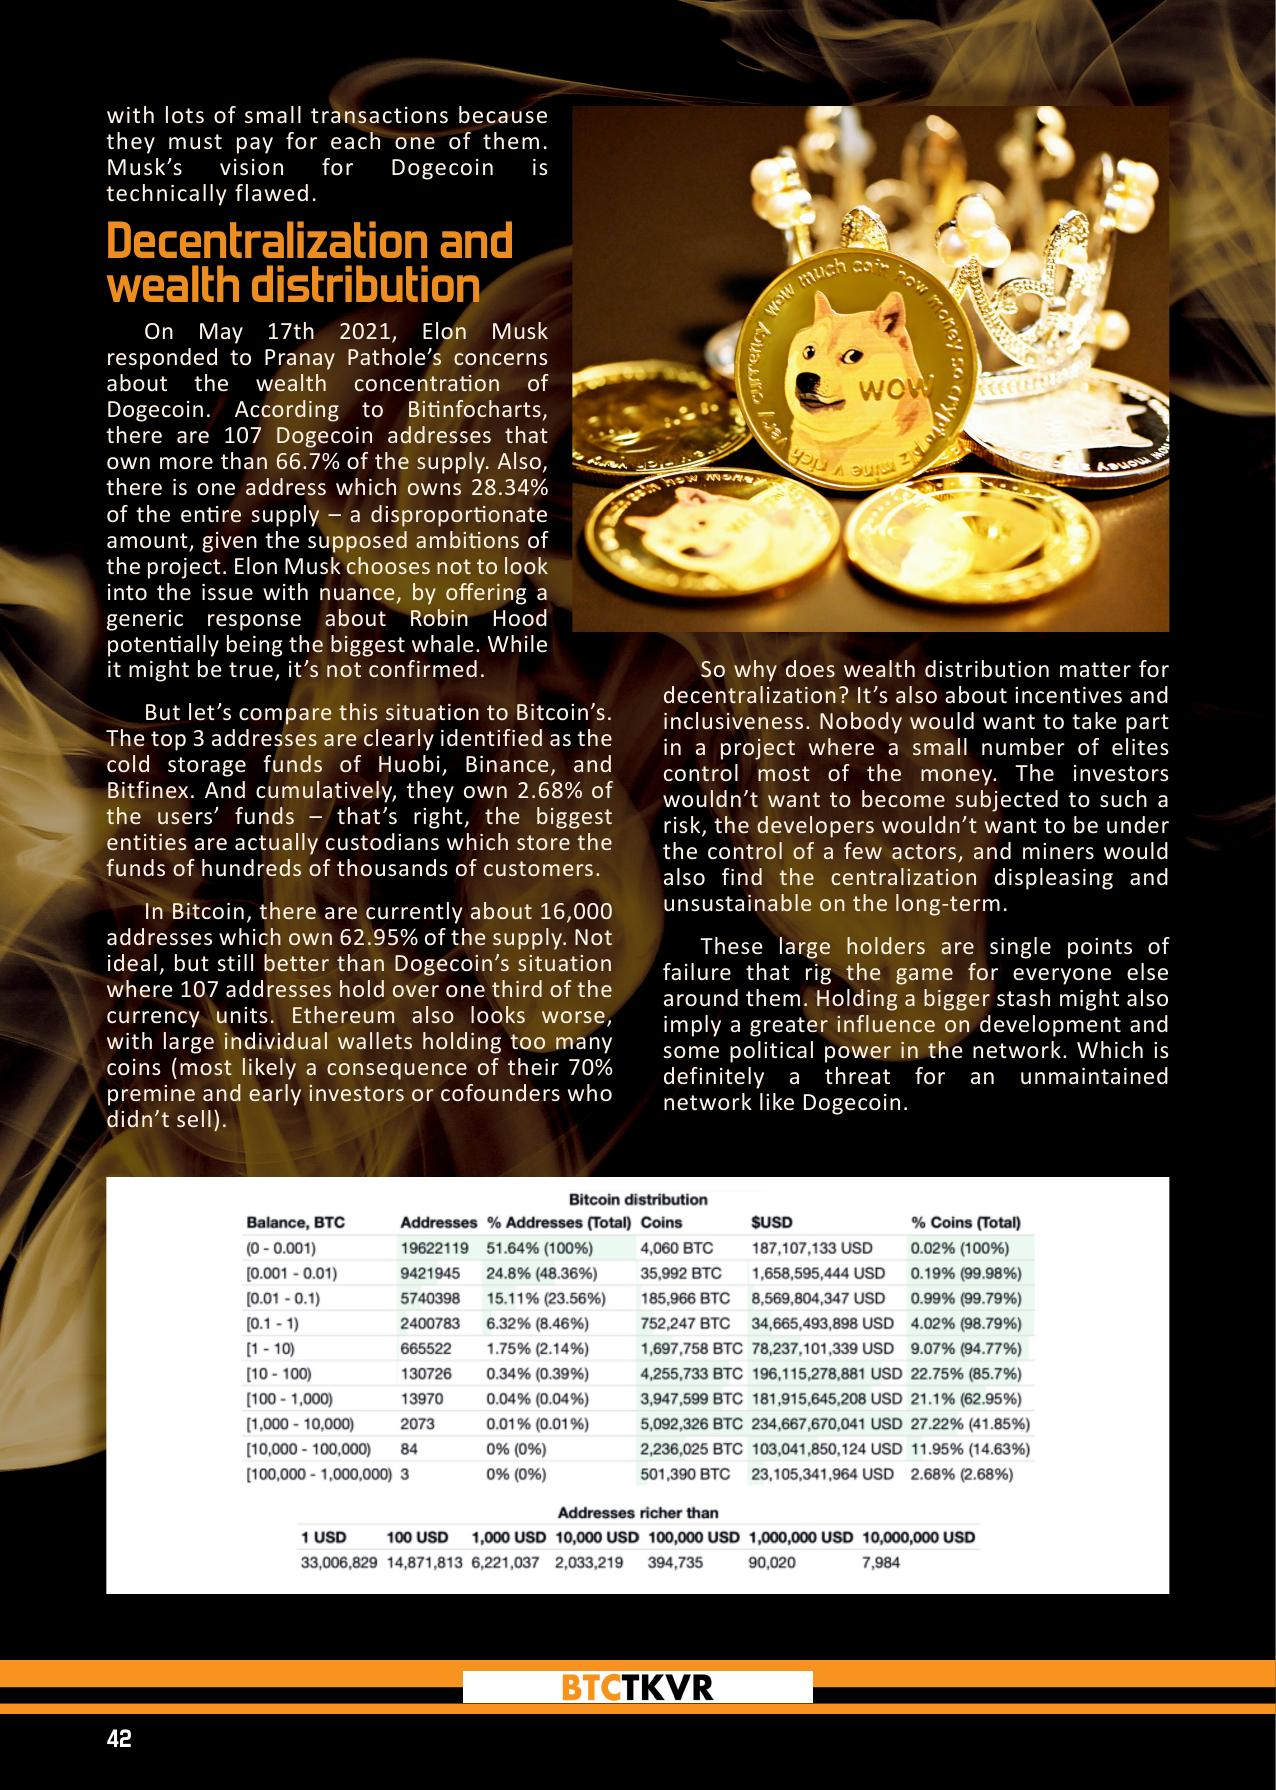 with lots of small transactions because
they must pay for each one of them.
Musk’s vision for Dogecoin is
technically flawed.
Decentralization and
wealth distribution
On May 17th 2021, Elon Musk
responded to Pranay Pathole’s concerns
about the wealth concentration of
Dogecoin. According to Bitinfocharts,
there are 107 Dogecoin addresses that
own more than 66.7% of the supply. Also,
there is one address which owns 28.34%
of the entire supply – a disproportionate
amount, given the supposed ambitions of
the project. Elon Musk chooses not to look
into the issue with nuance, by offering a
generic response about Robin Hood
potentially being the biggest whale. While
it might be true, it’s not confirmed.
But let’s compare this situation to Bitcoin’s.
The top 3 addresses are clearly identified as the
cold storage funds of Huobi, Binance, and
Bitfinex. And cumulatively, they own 2.68% of
the users’ funds – that’s right, the biggest
entities are actually custodians which store the
funds of hundreds of thousands of customers.
In Bitcoin, there are currently about 16,000
addresses which own 62.95% of the supply. Not
ideal, but still better than Dogecoin’s situation
where 107 addresses hold over one third of the
currency units. Ethereum also looks worse,
with large individual wallets holding too many
coins (most likely a consequence of their 70%
premine and early investors or cofounders who
didn’t sell).
very currency wow much coin how money so crypto
wow
So why does wealth distribution matter for
decentralization? It’s also about incentives and
inclusiveness. Nobody would want to take part
in a project where a small number of elites
control most of the money. The investors
wouldn’t want to become subjected to such a
risk, the developers wouldn’t want to be under
the control of a few actors, and miners would
also find the centralization displeasing and
unsustainable on the long-term.
These large holders are single points of
failure that rig the game for everyone else
around them. Holding a bigger stash might also
imply a greater influence on development and
some political power in the network. Which is
definitely a threat for an unmaintained
network like Dogecoin.
Bitcoin distribution
Balance, BTC Addresses % Addresses (Total) Coins $USD % Coins (Total)
(0 - 0.001) 19622119 51.64% (100%) 4,060 BTC 187,107,133 USD 0.02% (100%)
[0.001 - 0.01) 9421945 24.8% (48.36%) 35,992 BTC 1,658,595,444 USD 0.19% (99.98%)
[0.01 - 0.1) 5740398 15.11% (23.56%) 185,966 BTC 8,569,804,347 USD 0.99% (99.79%)
[0.1 - 1) 2400783 6.32% (8.46%) 752,247 BTC 34,665,493,898 USD 4.02% (98.79%)
[1 - 10) 665522 1.75% (2.14%) 1,697,758 BTC 78,237,101,339 USD 9.07% (94.77%)
[10 - 100) 130726 0.34% (0.39%) 4,255,733 BTC 196,115,278,881 USD 22.75% (85.7%)
[100 - 1,000) 13970 0.04% (0.04%) 3,947,599 BTC 181,915,645,208 USD 21.1% (62.95%)
[1,000 - 10,000) 2073 0.01% (0.01%) 5,092,326 BTC 234,667,670,041 USD 27.22% (41.85%)
[10,000 - 100,000) 84 0% (0%) 2,236,025 BTC 103,041,850,124 USD 11.95% (14.63%)
[100,000 - 1,000,000) 3 0% (0%) 501,390 BTC 23,105,341,964 USD 2.68% (2.68%)
Addresses richer than
1 USD 100 USD 1,000 USD 10,000 USD 100,000 USD 1,000,000 USD 10,000,000 USD
33,006,829 14,871,813 6,221,037 2,033,219 394,735 90,020 7,984
BTCTKVR
42